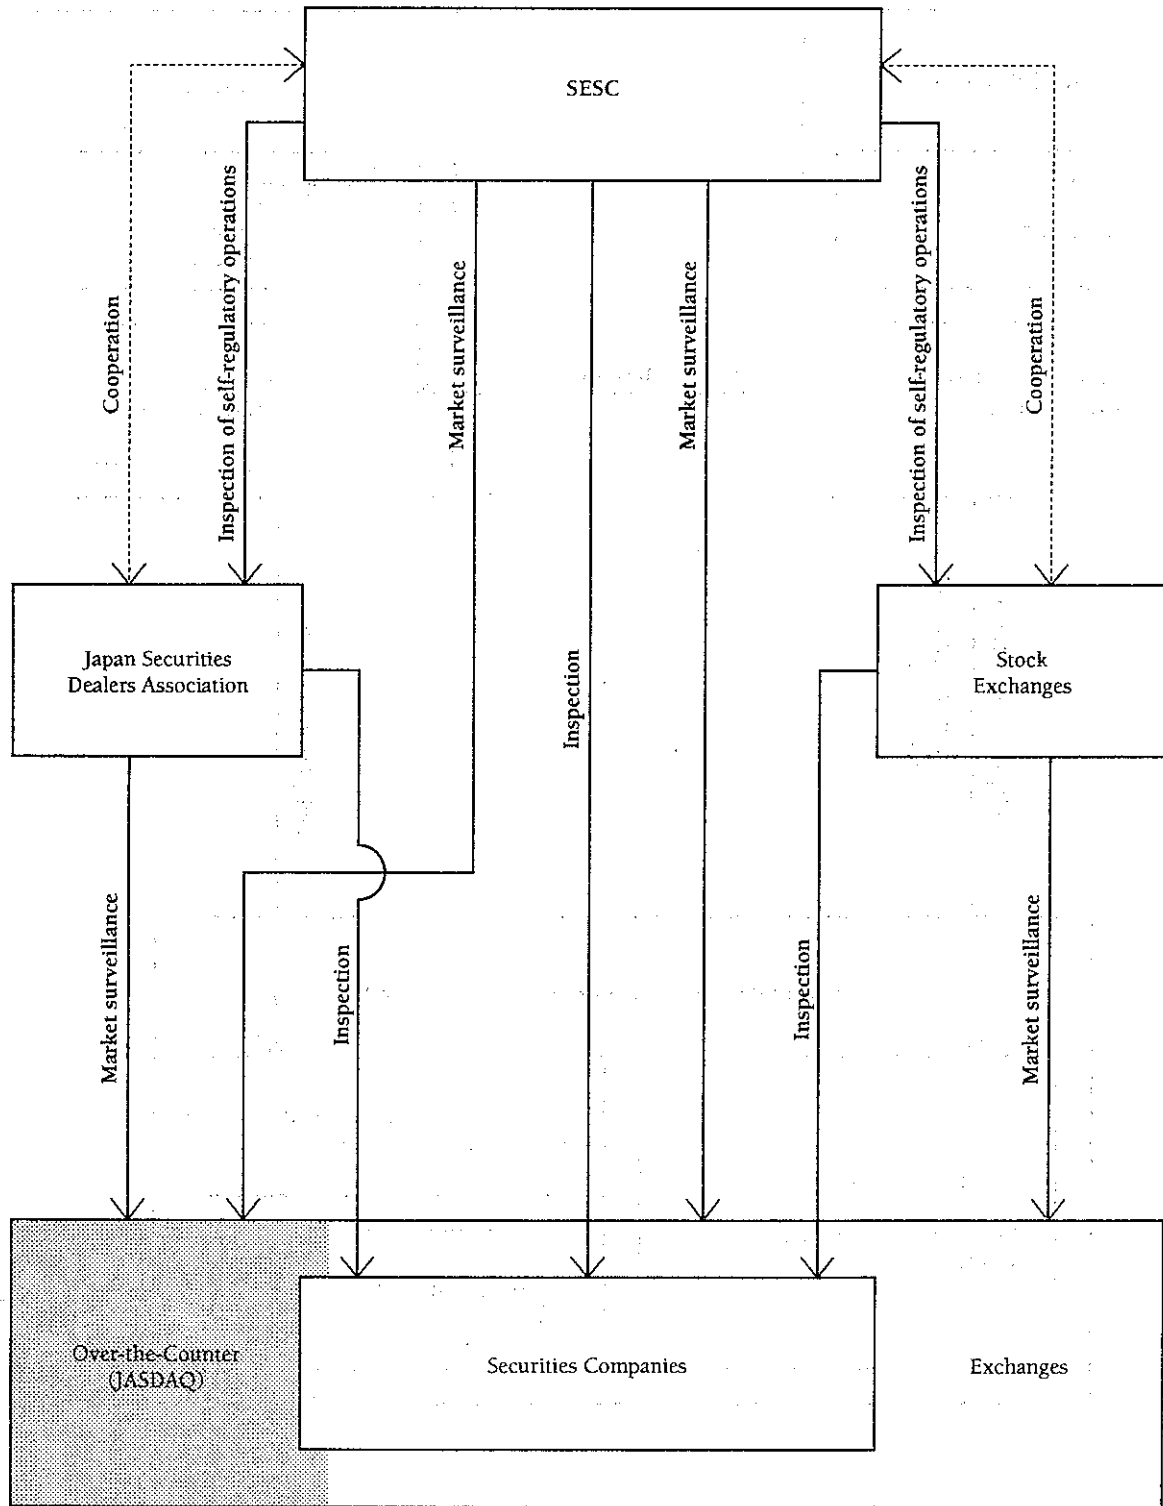 SESC
Cooperation
Inspection of self-regulatory operations
Market surveillance
Market surveillance
Inspection of self-regulatory operations
Cooperation
Japan Securities
Dealers Association
Inspection
Stock
Exchanges
Market surveillance
Inspection
Inspection
Market surveillance
Over-the-Counter
(JASDAQ)
Securities Companies
Exchanges